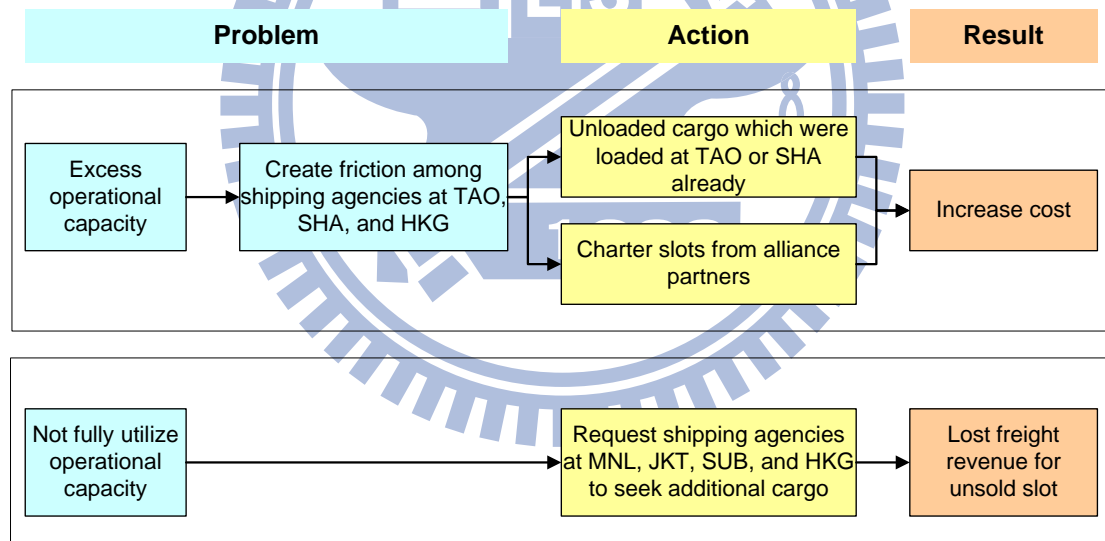 Problem
Action
Result
Excess
operational
capacity
Create friction among
shipping agencies at TAO,
SHA, and HKG
Unloaded cargo which were
loaded at TAO or SHA
already
Charter slots from alliance
partners
Increase cost
Not fully utilize
operational
capacity
Request shipping agencies
at MNL, JKT, SUB, and HKG
to seek additional cargo
Lost freight
revenue for
unsold slot